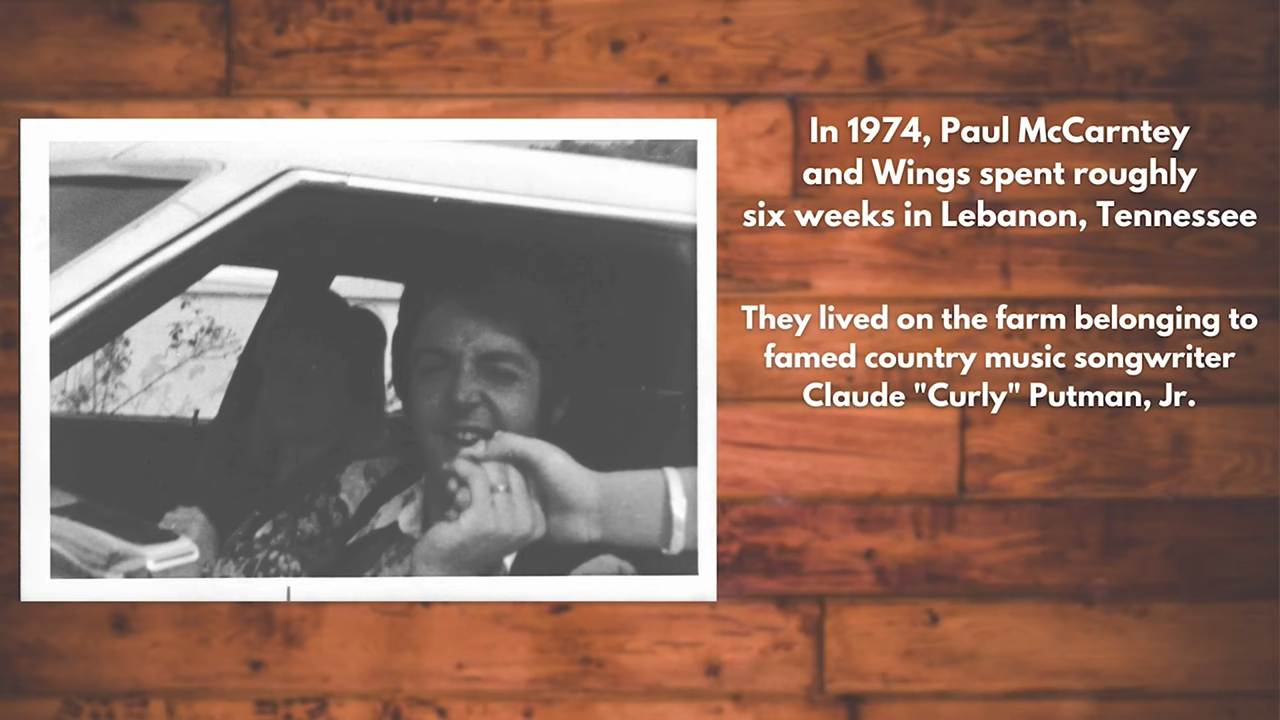 In 1974, Paul McCarntey
and Wings spent roughly
six weeks in Lebanon, Tennessee
They lived on the farm belonging to
famed country music songwriter
Claude "Curly" Putman, Jr.